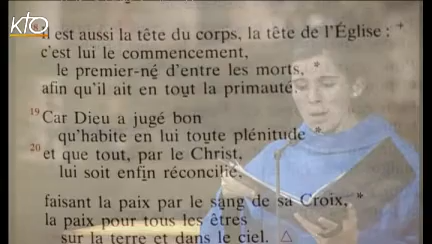 kto
est aussi la tête du corps, la tête de l'Église : +
c'est lui le commencement,
le premier-né d'entre les morts, *
afin qu'il ait en tout la primauté.
19 Car Dieu a jugé bon
qu'habite en lui toute plénitude *
20 et que tout, par le Christ,
lui soit enfin réconcilié,
faisant la paix par le sang de sa Croix, *
la paix pour tous les êtres
sur la terre et dans le ciel. △